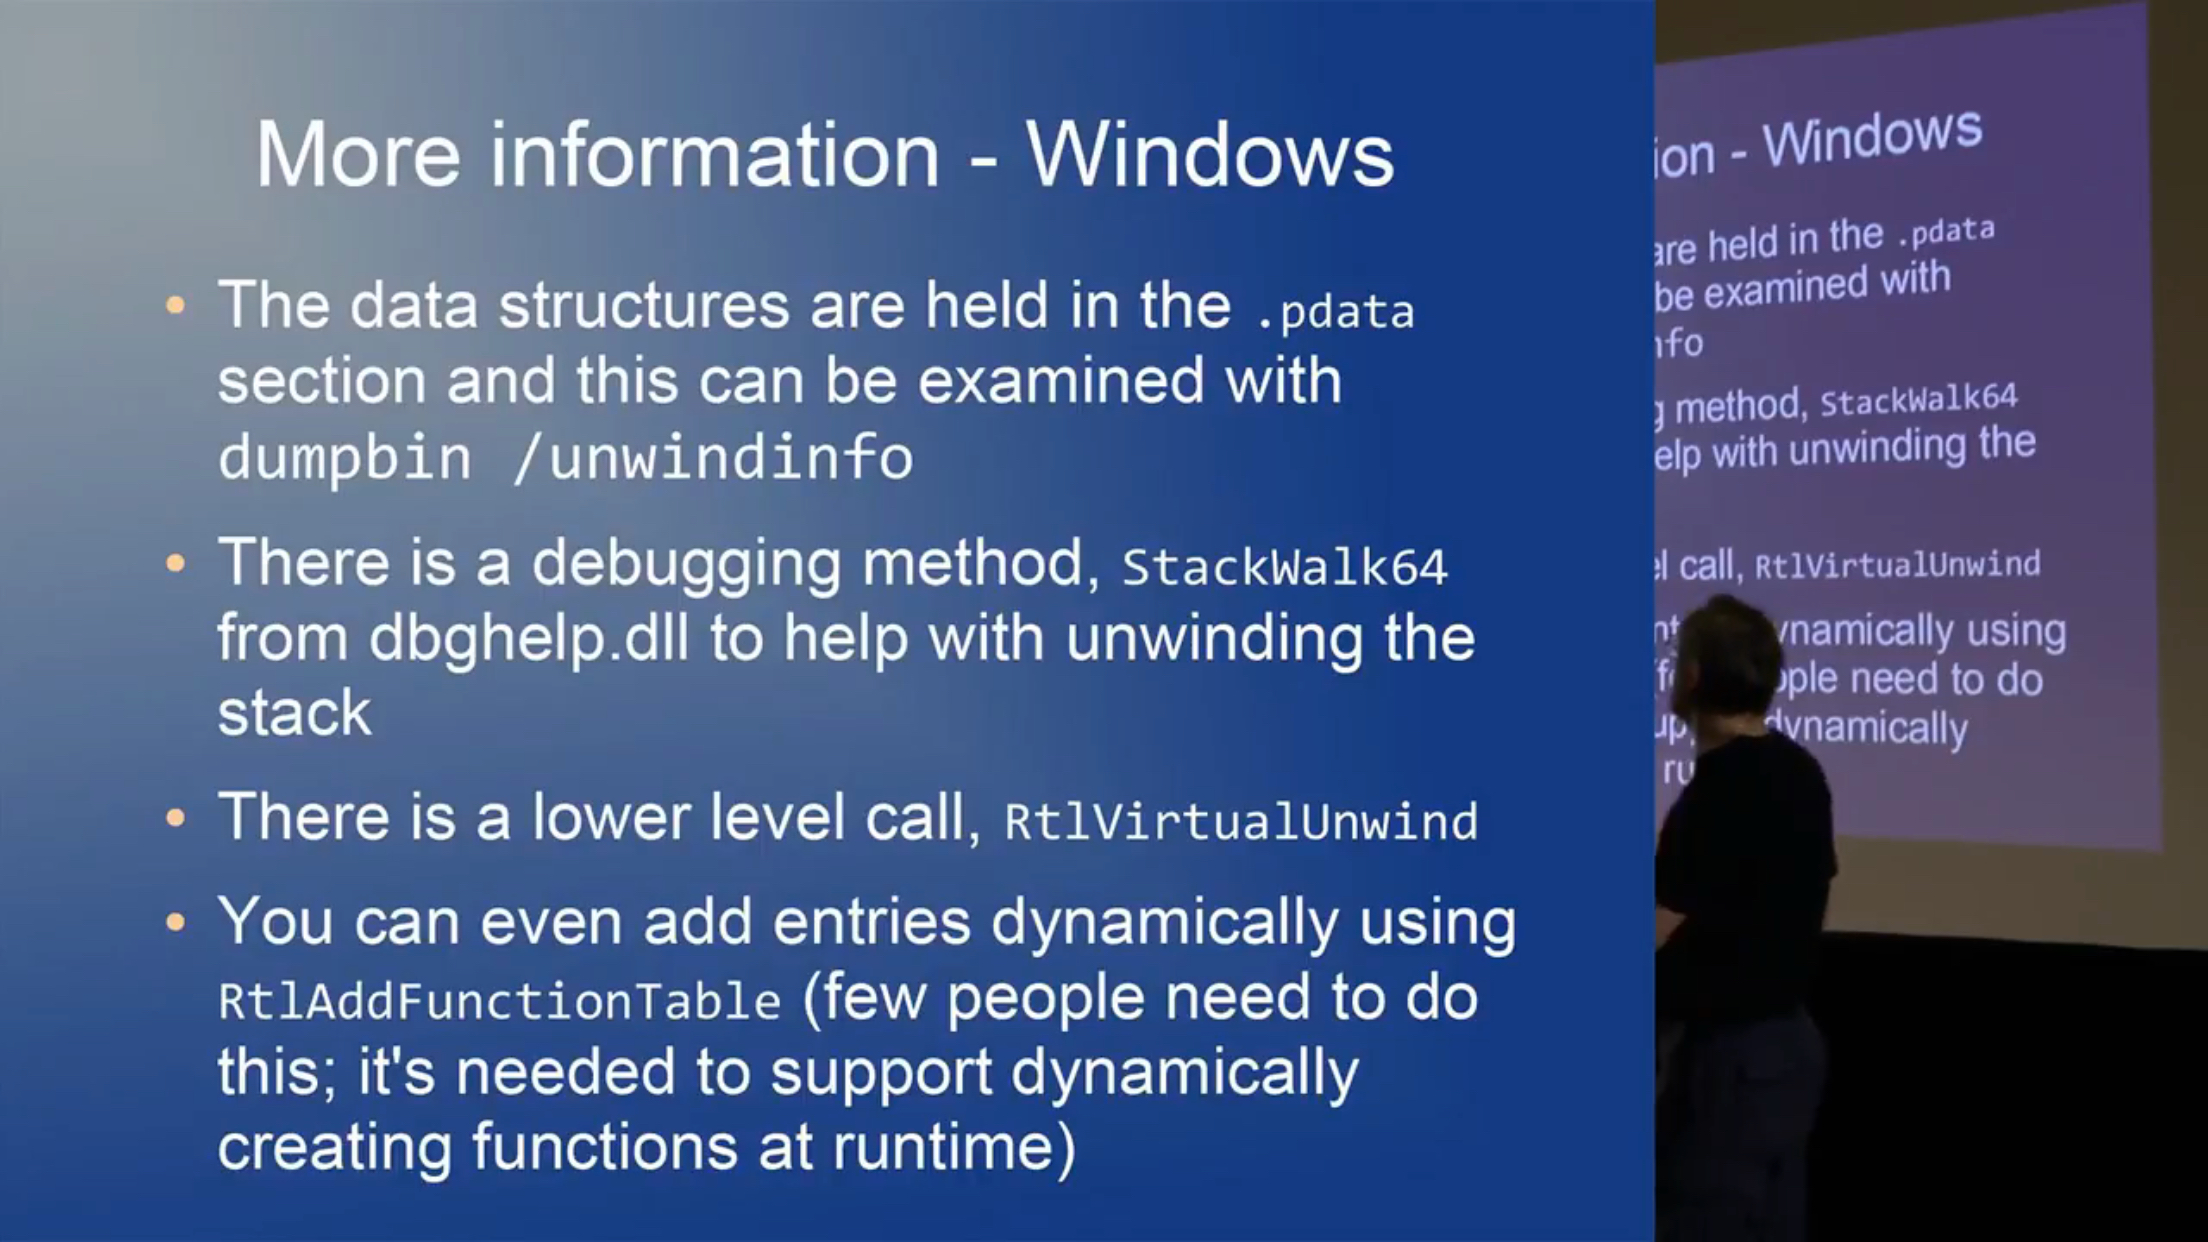 More information - Windows
• The data structures are held in the .pdata
section and this can be examined with
dumpbin /unwindinfo
• There is a debugging method, StackWalk64
from dbghelp.dll to help with unwinding the
stack
• There is a lower level call, RtlVirtualUnwind
• You can even add entries dynamically using
RtlAddFunctionTable (few people need to do
this; it's needed to support dynamically
creating functions at runtime)
ion - Windows
are held in the .pdata
be examined with
nfo
g method, StackWalk64
elp with unwinding the
el call, RtlVirtualUnwind
ynamically using
ople need to do
dynamically
ru